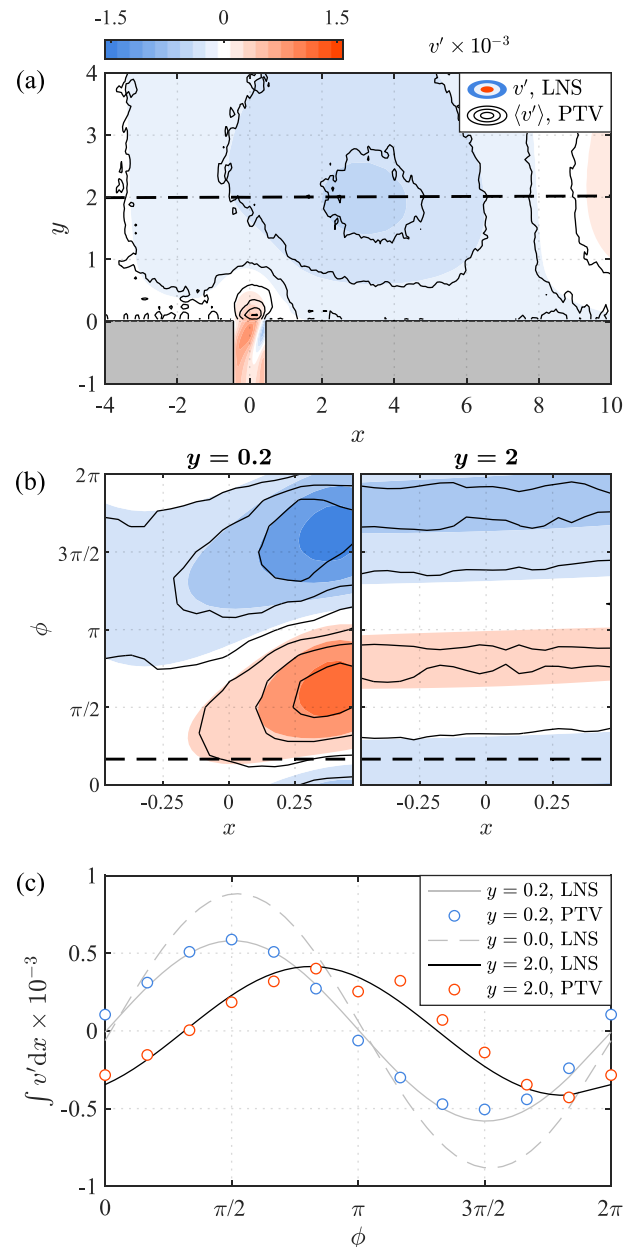 -1.5 0 1.5 v′ × 10⁻³
(a)
v′, LNS
⟨v′⟩, PTV
4
3
2
1
0
-1
y
-4 -2 0 2 4 6 8 10
x
(b)
y = 0.2 y = 2
2π
3π/2
π
π/2
0
ϕ
-0.25 0 0.25 -0.25 0 0.25
x x
(c)
y = 0.2, LNS
y = 0.2, PTV
y = 0.0, LNS
y = 2.0, LNS
y = 2.0, PTV
1
0.5
0
-0.5
-1
∫ v′dx × 10⁻³
0 π/2 π 3π/2 2π
ϕ